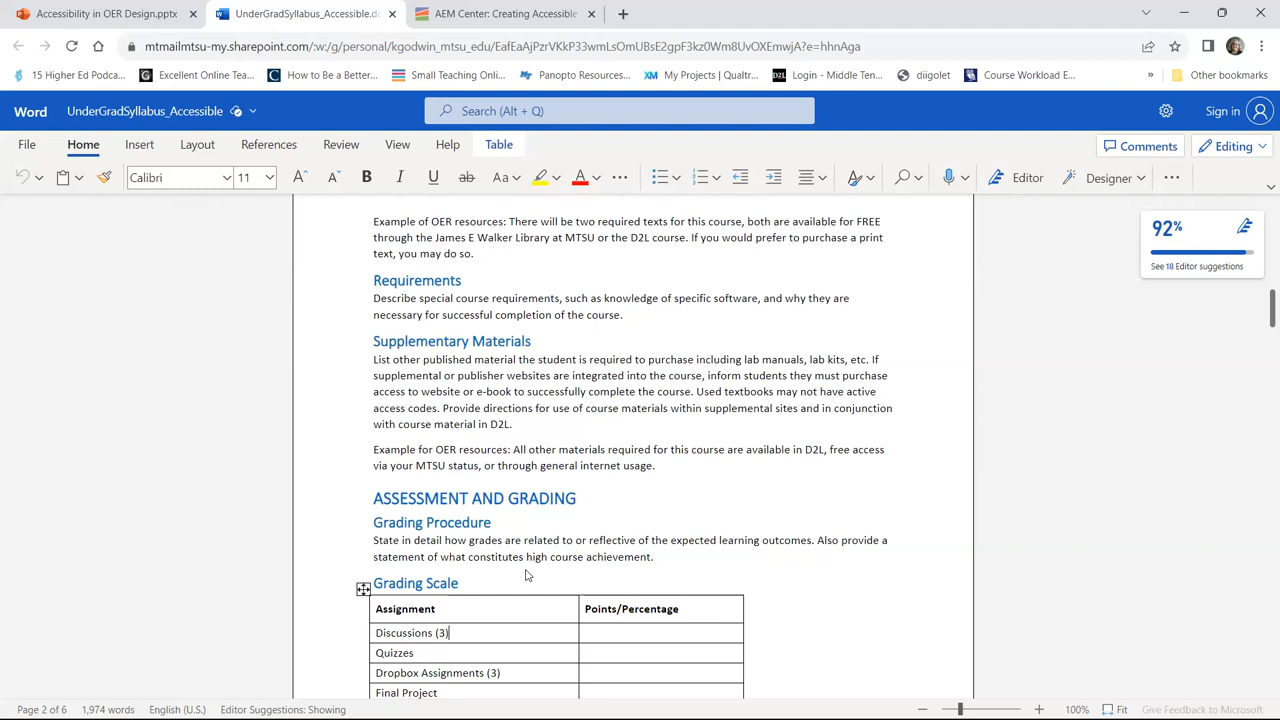 Accessibility in OER Design.pptx
UnderGradSyllabus_Accessible.do
AEM Center: Creating Accessible
mtmailmtsu-my.sharepoint.com/:w:/g/personal/kgodwin_mtsu_edu/EafEaAjPzrVKkP33wmLsOmUBsE2gpF3kz0Wm8UvOXEmwjA?e=hhnAga
15 Higher Ed Podca...
Excellent Online Tea...
How to Be a Better...
Small Teaching Onli...
Panopto Resources...
My Projects | Qualtr...
Login - Middle Ten...
diigolet
Course Workload E...
Other bookmarks
Word
UnderGradSyllabus_Accessible
Search (Alt + Q)
Sign in
File
Home
Insert
Layout
References
Review
View
Help
Table
Comments
Editing
Calibri
11
Editor
Designer
92%
See 18 Editor suggestions
Example of OER resources: There will be two required texts for this course, both are available for FREE
through the James E Walker Library at MTSU or the D2L course. If you would prefer to purchase a print
text, you may do so.
Requirements
Describe special course requirements, such as knowledge of specific software, and why they are
necessary for successful completion of the course.
Supplementary Materials
List other published material the student is required to purchase including lab manuals, lab kits, etc. If
supplemental or publisher websites are integrated into the course, inform students they must purchase
access to website or e-book to successfully complete the course. Used textbooks may not have active
access codes. Provide directions for use of course materials within supplemental sites and in conjunction
with course material in D2L.
Example for OER resources: All other materials required for this course are available in D2L, free access
via your MTSU status, or through general internet usage.
ASSESSMENT AND GRADING
Grading Procedure
State in detail how grades are related to or reflective of the expected learning outcomes. Also provide a
statement of what constitutes high course achievement.
Grading Scale
Assignment
Points/Percentage
Discussions (3)
Quizzes
Dropbox Assignments (3)
Final Project
Page 2 of 6
1,974 words
English (U.S.)
Editor Suggestions: Showing
100%
Fit
Give Feedback to Microsoft